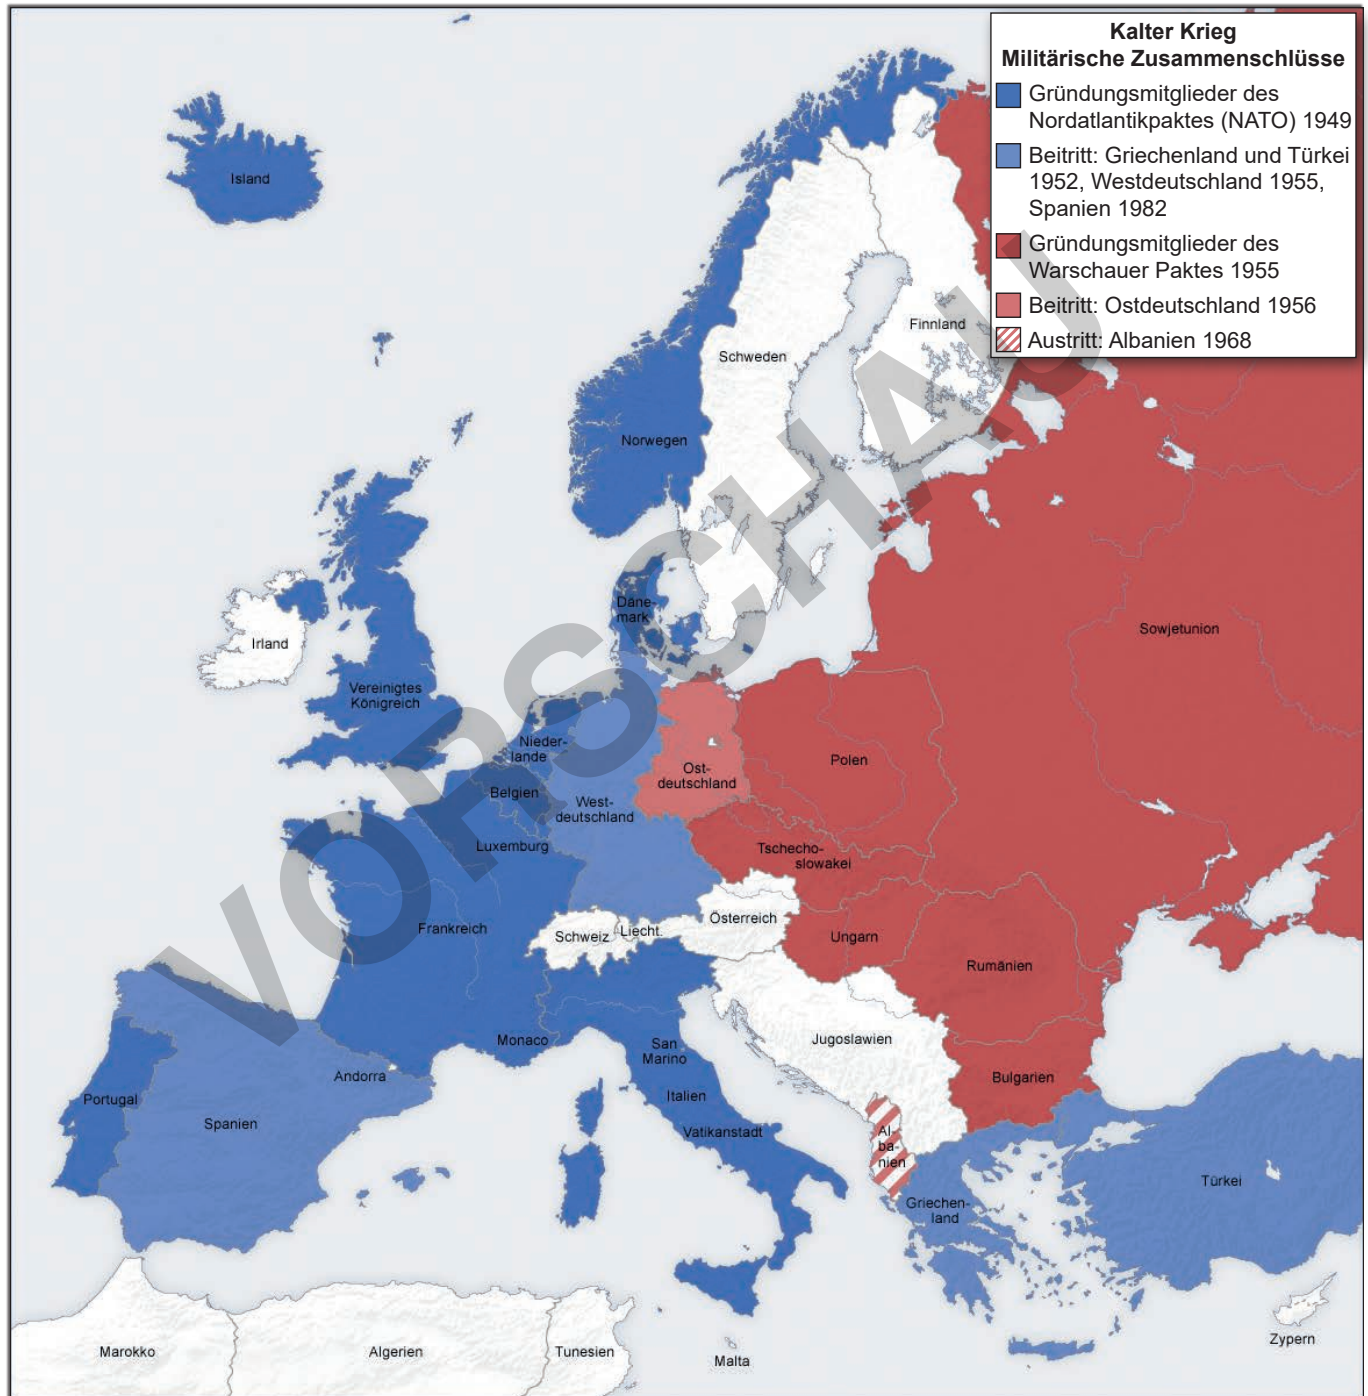 Kalter Krieg
Militärische Zusammenschlüsse
Gründungsmitglieder des
Nordatlantikpaktes (NATO) 1949
Beitritt: Griechenland und Türkei
1952, Westdeutschland 1955,
Spanien 1982
Gründungsmitglieder des
Warschauer Paktes 1955
Beitritt: Ostdeutschland 1956
Austritt: Albanien 1968
Island
Finnland
Schweden
Norwegen
Däne-
mark
Sowjetunion
Irland
Vereinigtes
Königreich
Nieder-
lande
Ost-
deutschland
Polen
Belgien
West-
deutschland
Luxemburg
Tschecho-
slowakei
Österreich
Frankreich
Schweiz
Liecht.
Ungarn
Rumänien
Monaco
San
Marino
Jugoslawien
Andorra
Bulgarien
Portugal
Italien
Spanien
Vatikanstadt
Al-
ba-
nien
Türkei
Griechen-
land
Marokko
Algerien
Tunesien
Malta
Zypern
VORSCHAU